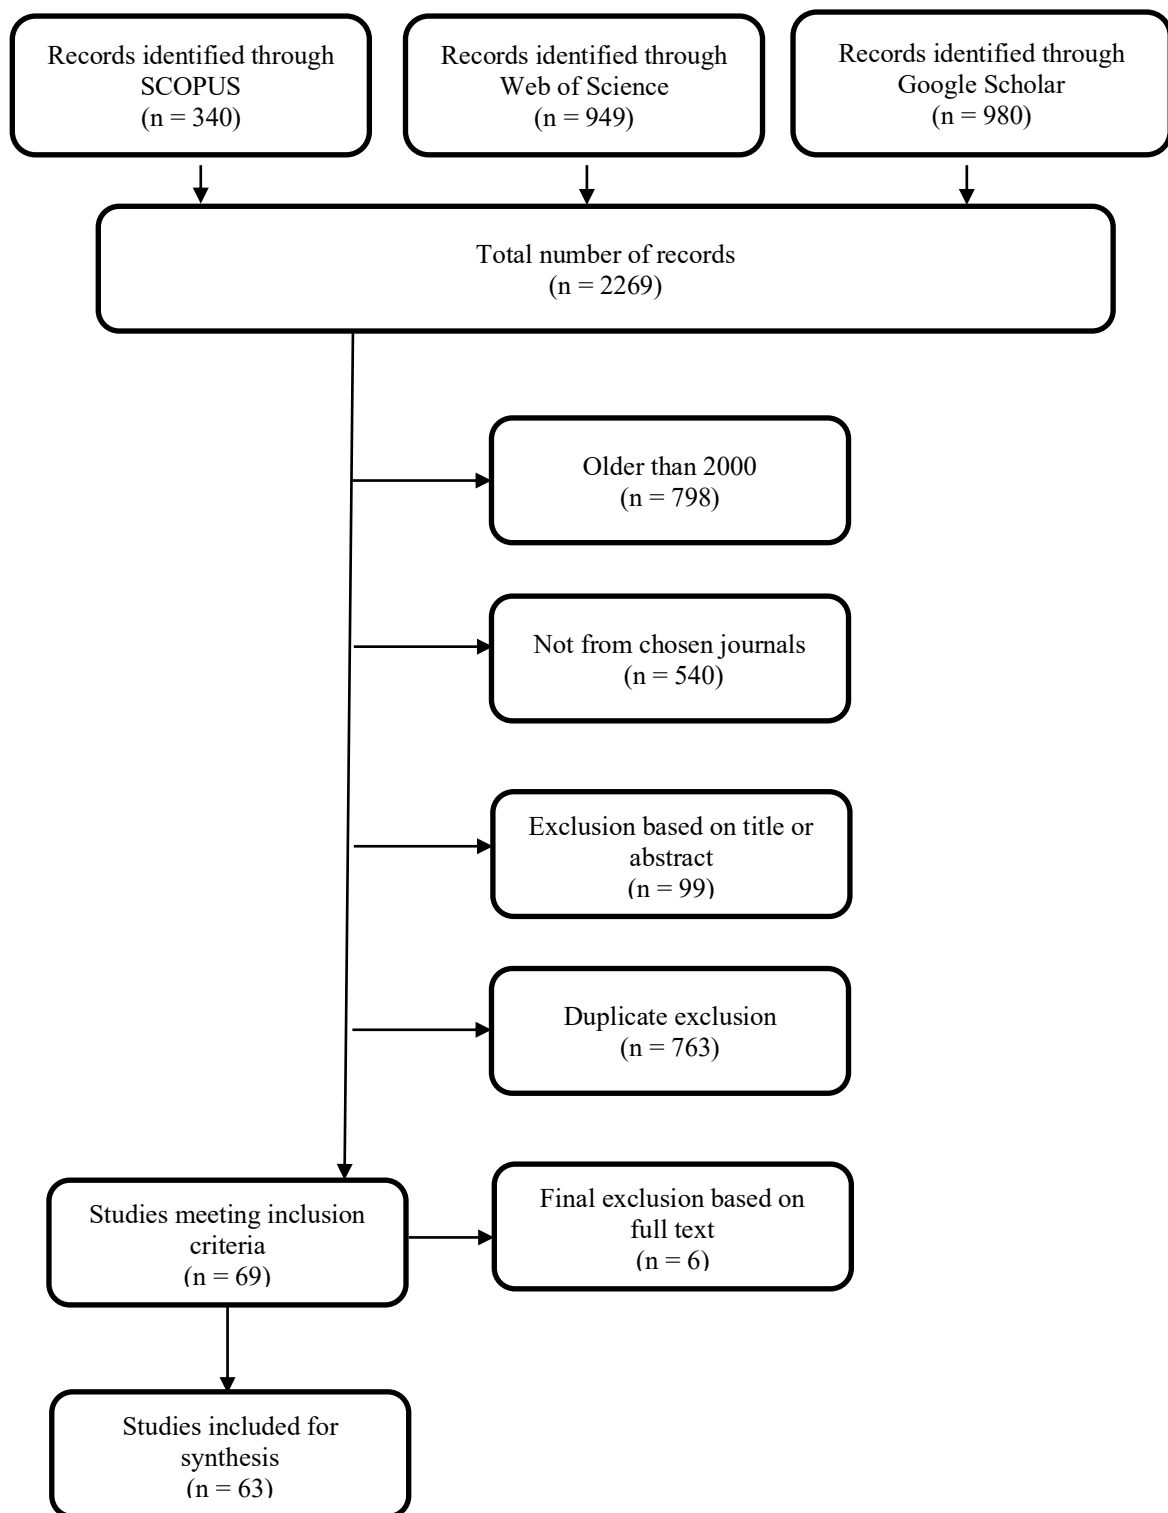 Records identified through
SCOPUS
(n = 340)
Records identified through
Web of Science
(n = 949)
Records identified through
Google Scholar
(n = 980)
Total number of records
(n = 2269)
Older than 2000
(n = 798)
Not from chosen journals
(n = 540)
Exclusion based on title or
abstract
(n = 99)
Duplicate exclusion
(n = 763)
Studies meeting inclusion
criteria
(n = 69)
Final exclusion based on
full text
(n = 6)
Studies included for
synthesis
(n = 63)